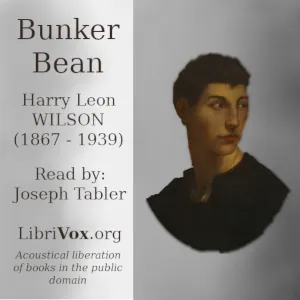 Bunker
Bean
Harry Leon
WILSON
(1867 - 1939)
Read by:
Joseph Tabler
LibriVox.org
Acoustical liberation
of books in the public
domain